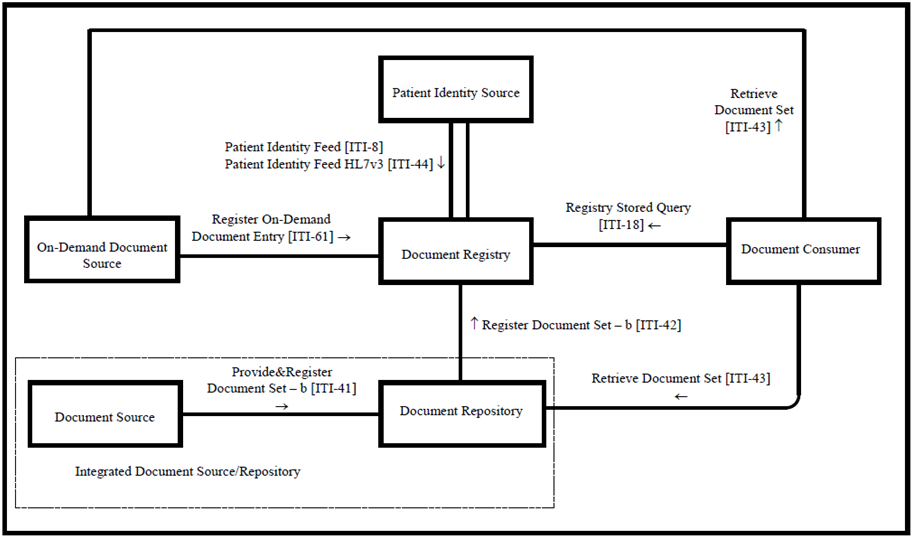 Patient Identity Source
Retrieve
Document Set
[ITI-43] ↑
Patient Identity Feed [ITI-8]
Patient Identity Feed HL7v3 [ITI-44] ↓
Register On-Demand
Document Entry [ITI-61] →
Registry Stored Query
[ITI-18] ←
On-Demand Document
Source
Document Registry
Document Consumer
↑ Register Document Set – b [ITI-42]
Provide&Register
Document Set – b [ITI-41]
→
Retrieve Document Set [ITI-43]
←
Document Source
Document Repository
Integrated Document Source/Repository